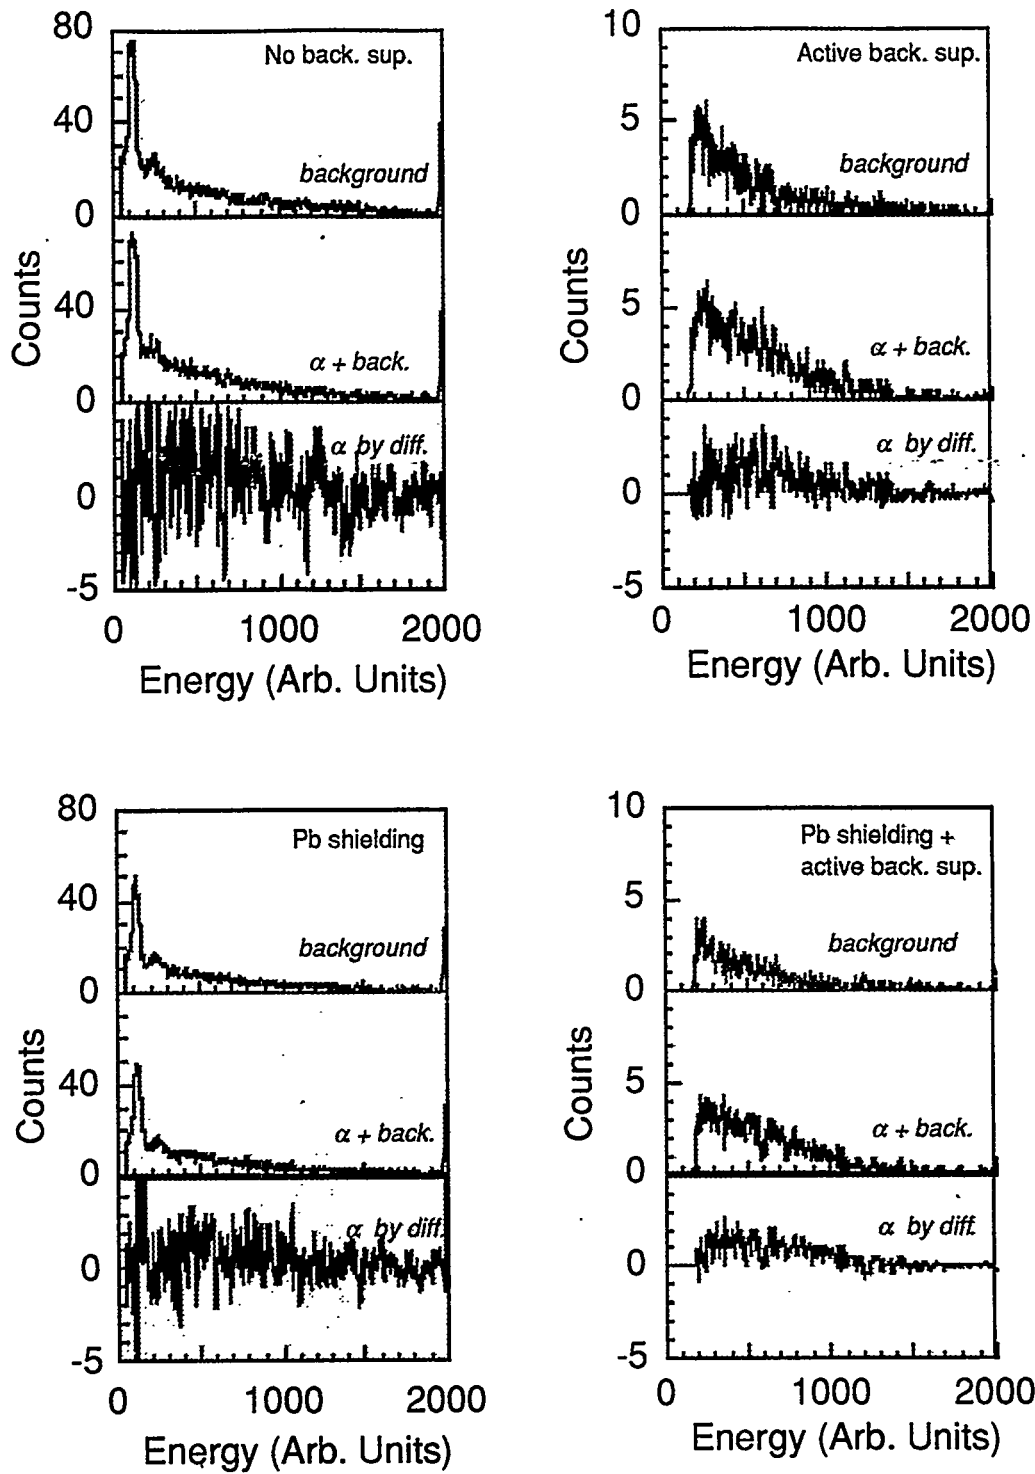 80
No back. sup.
40
background
0
40
α + back.
0
α by diff.
0
-5
Counts
0 1000 2000
Energy (Arb. Units)
10
Active back. sup.
5
background
0
5
α + back.
0
α by diff.
0
-5
Counts
0 1000 2000
Energy (Arb. Units)
80
Pb shielding
40
background
0
40
α + back.
0
α by diff.
0
-5
Counts
0 1000 2000
Energy (Arb. Units)
10
Pb shielding +
active back. sup.
5
background
0
5
α + back.
0
α by diff.
0
-5
Counts
0 1000 2000
Energy (Arb. Units)